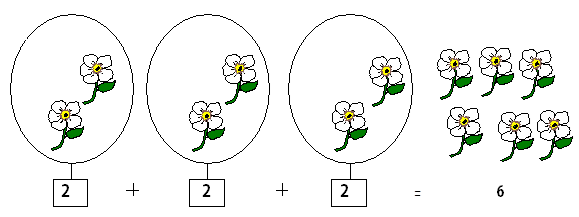 2 + 2 + 2 = 6